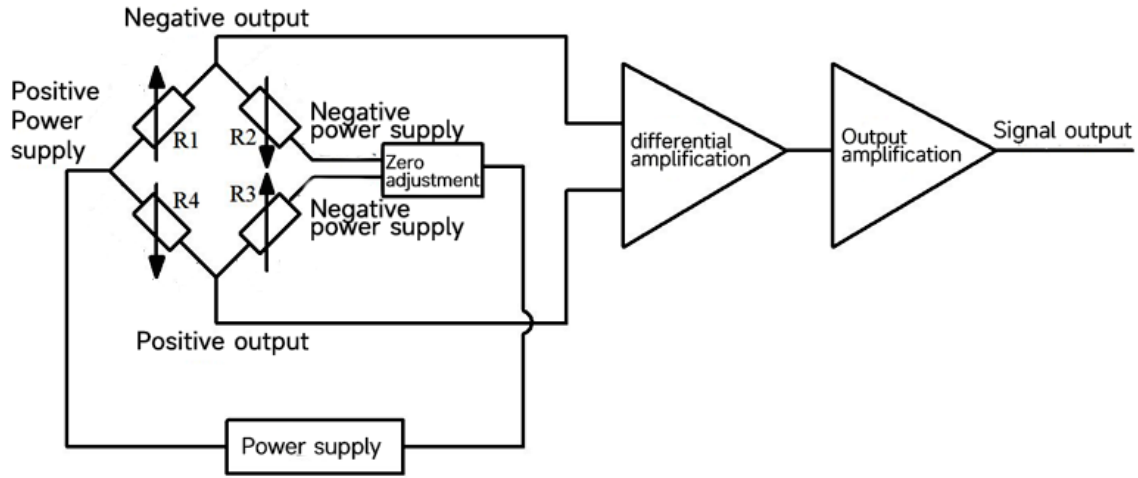 Negative output
Positive
Power
supply
R1
R2
Negative
power supply
Zero
adjustment
R4
R3
Negative
power supply
Positive output
Power supply
differential
amplification
Output
amplification
Signal output